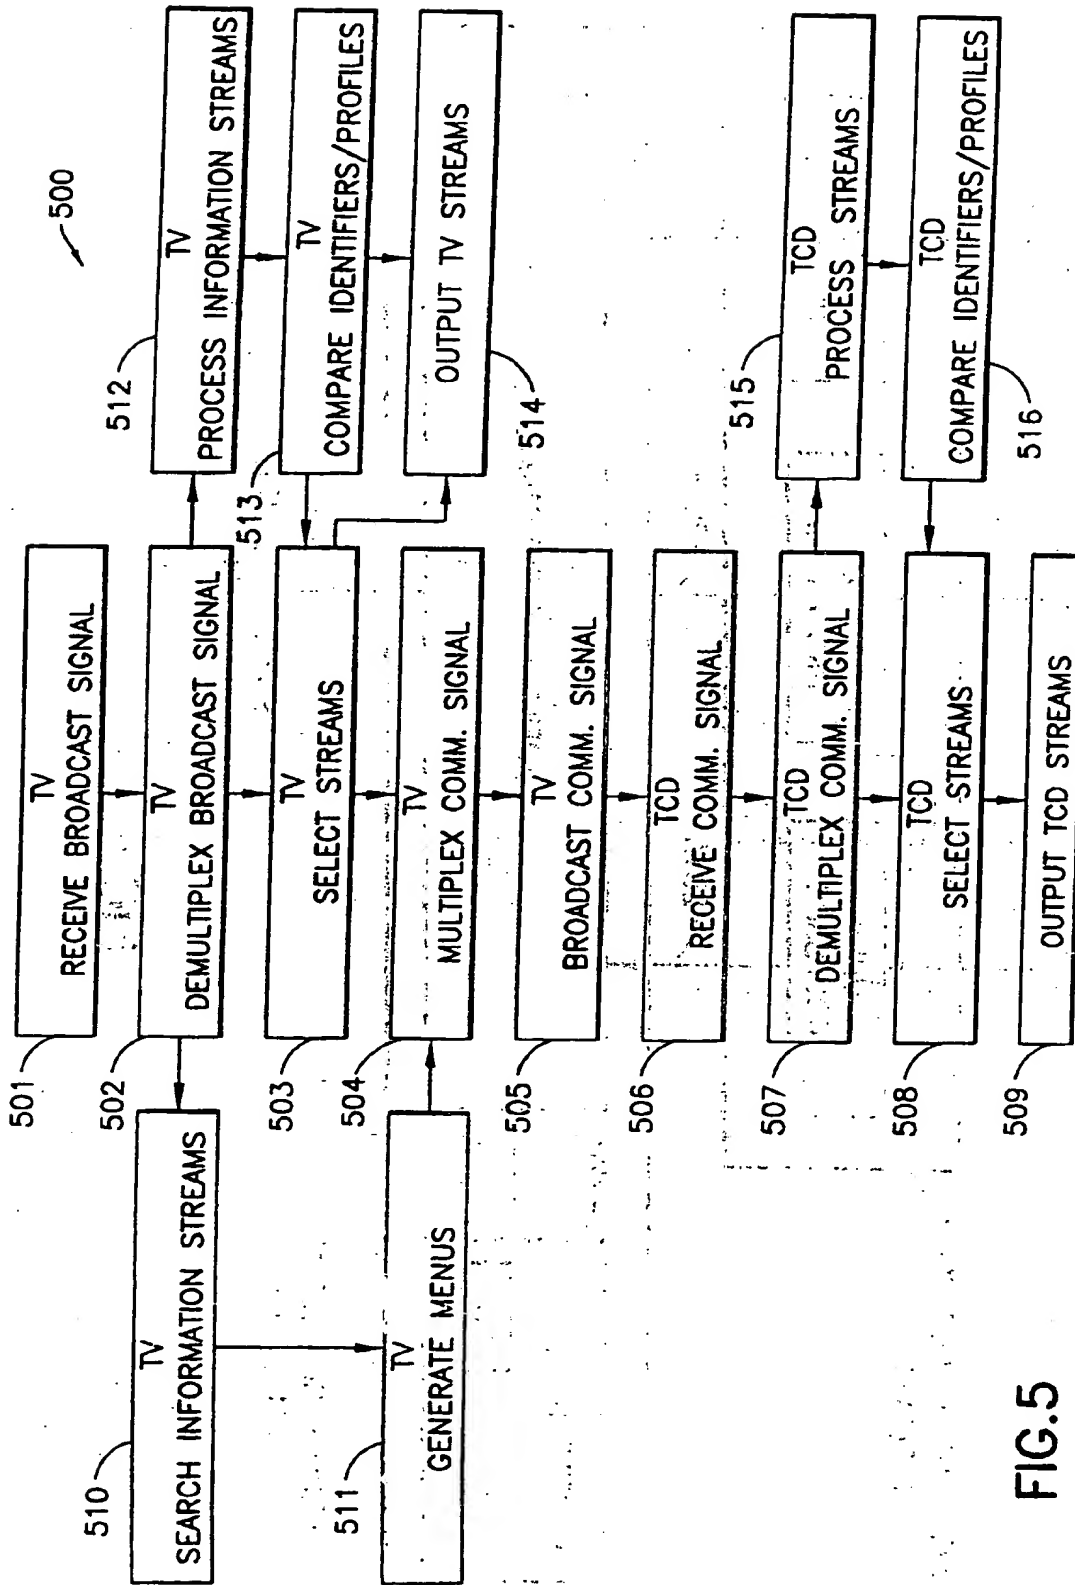 500
501
TV
RECEIVE BROADCAST SIGNAL
502
TV
DEMULTIPLEX BROADCAST SIGNAL
503
TV
SELECT STREAMS
504
TV
MULTIPLEX COMM. SIGNAL
505
TV
BROADCAST COMM. SIGNAL
506
TCD
RECEIVE COMM. SIGNAL
507
TCD
DEMULTIPLEX COMM. SIGNAL
508
TCD
SELECT STREAMS
509
OUTPUT TCD STREAMS
510
TV
SEARCH INFORMATION STREAMS
511
TV
GENERATE MENUS
512
TV
PROCESS INFORMATION STREAMS
513
TV
COMPARE IDENTIFIERS/PROFILES
514
OUTPUT TV STREAMS
515
TCD
PROCESS STREAMS
516
TCD
COMPARE IDENTIFIERS/PROFILES
FIG.5